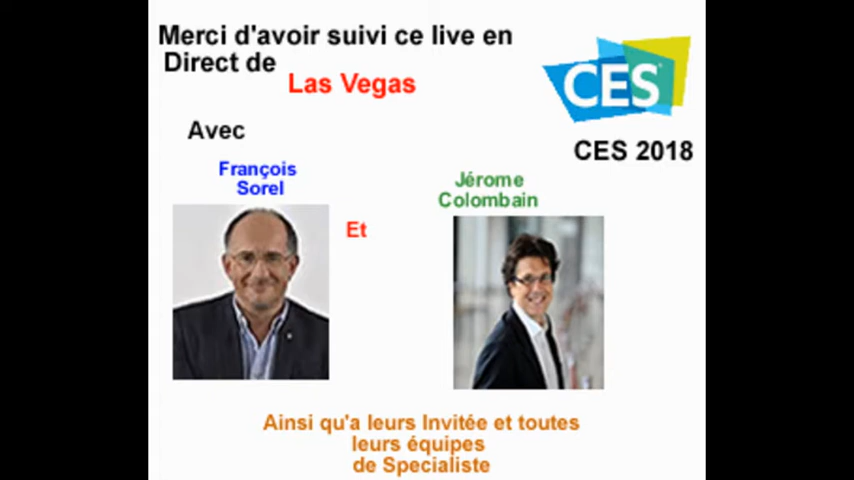 Merci d'avoir suivi ce live en
Direct de
Las Vegas
CES
CES 2018
Avec
François
Sorel
Et
Jérome
Colombain
Ainsi qu'a leurs Invitée et toutes
leurs équipes
de Specialiste